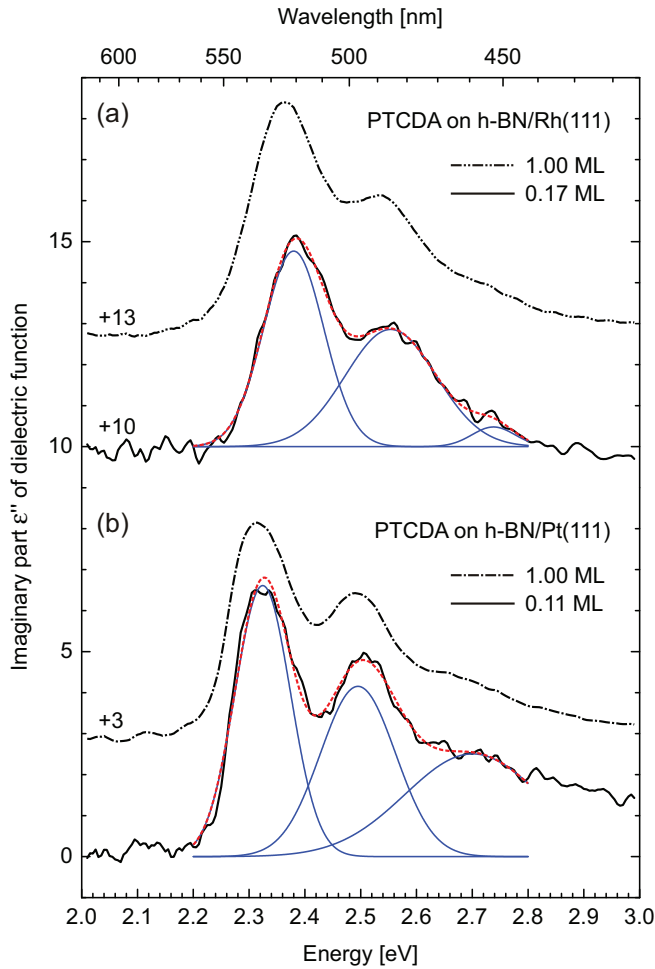 Wavelength [nm]
600 550 500 450
(a)
PTCDA on h-BN/Rh(111)
1.00 ML
0.17 ML
15
+13
+10
10
(b)
PTCDA on h-BN/Pt(111)
1.00 ML
0.11 ML
5
+3
0
Imaginary part ε" of dielectric function
2.0 2.1 2.2 2.3 2.4 2.5 2.6 2.7 2.8 2.9 3.0
Energy [eV]